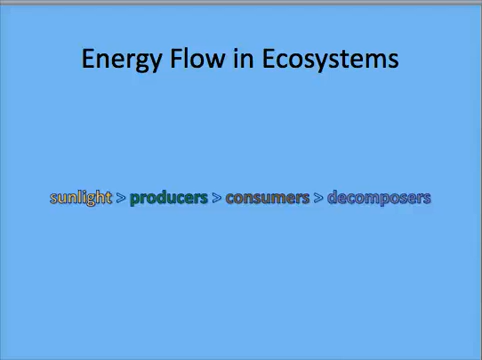 Energy Flow in Ecosystems
sunlight > producers > consumers > decomposers